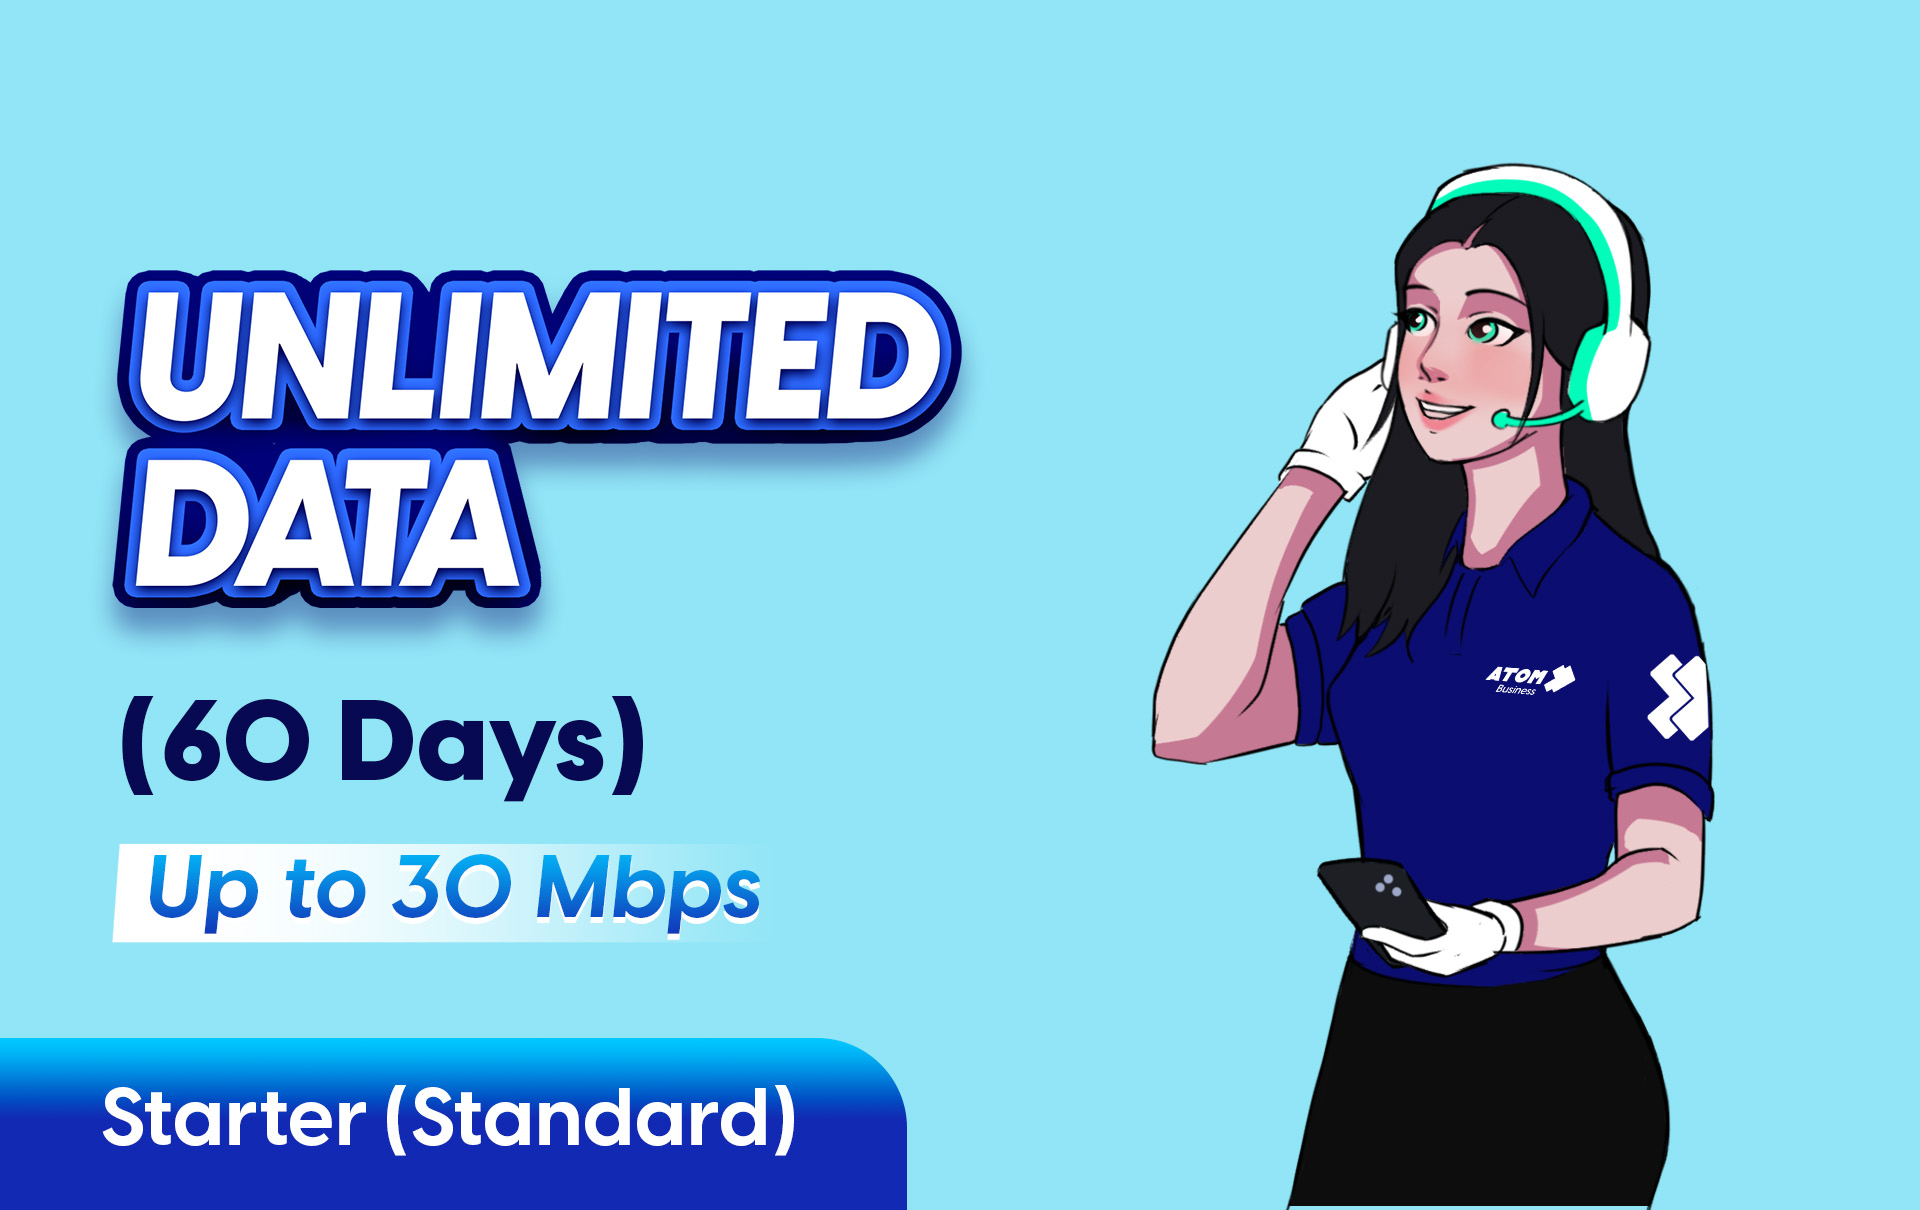 UNLIMITED
DATA
(60 Days)
Up to 30 Mbps
Starter (Standard)
ATOM
Business